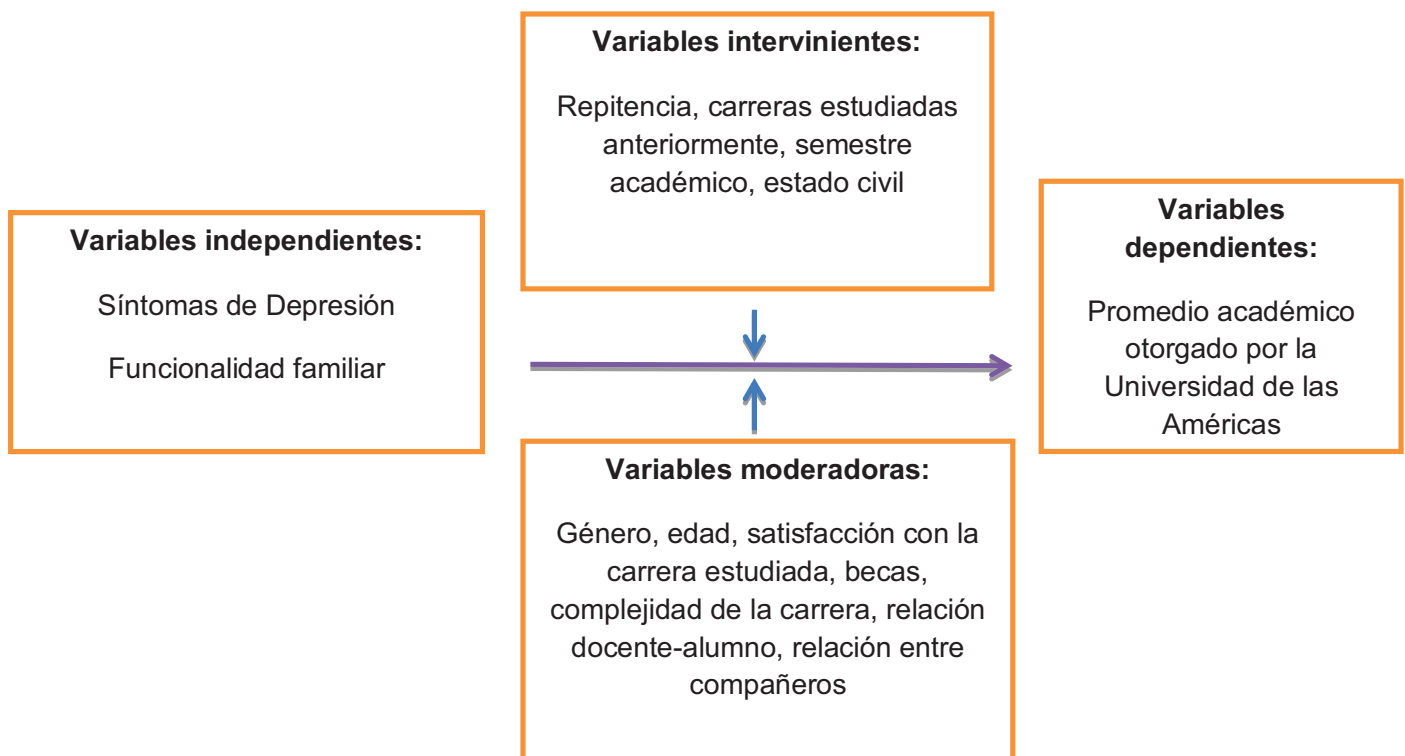 Variables intervinientes:
Repitencia, carreras estudiadas
anteriormente, semestre
académico, estado civil
Variables independientes:
Síntomas de Depresión
Funcionalidad familiar
Variables
dependientes:
Promedio académico
otorgado por la
Universidad de las
Américas
Variables moderadoras:
Género, edad, satisfacción con la
carrera estudiada, becas,
complejidad de la carrera, relación
docente-alumno, relación entre
compañeros